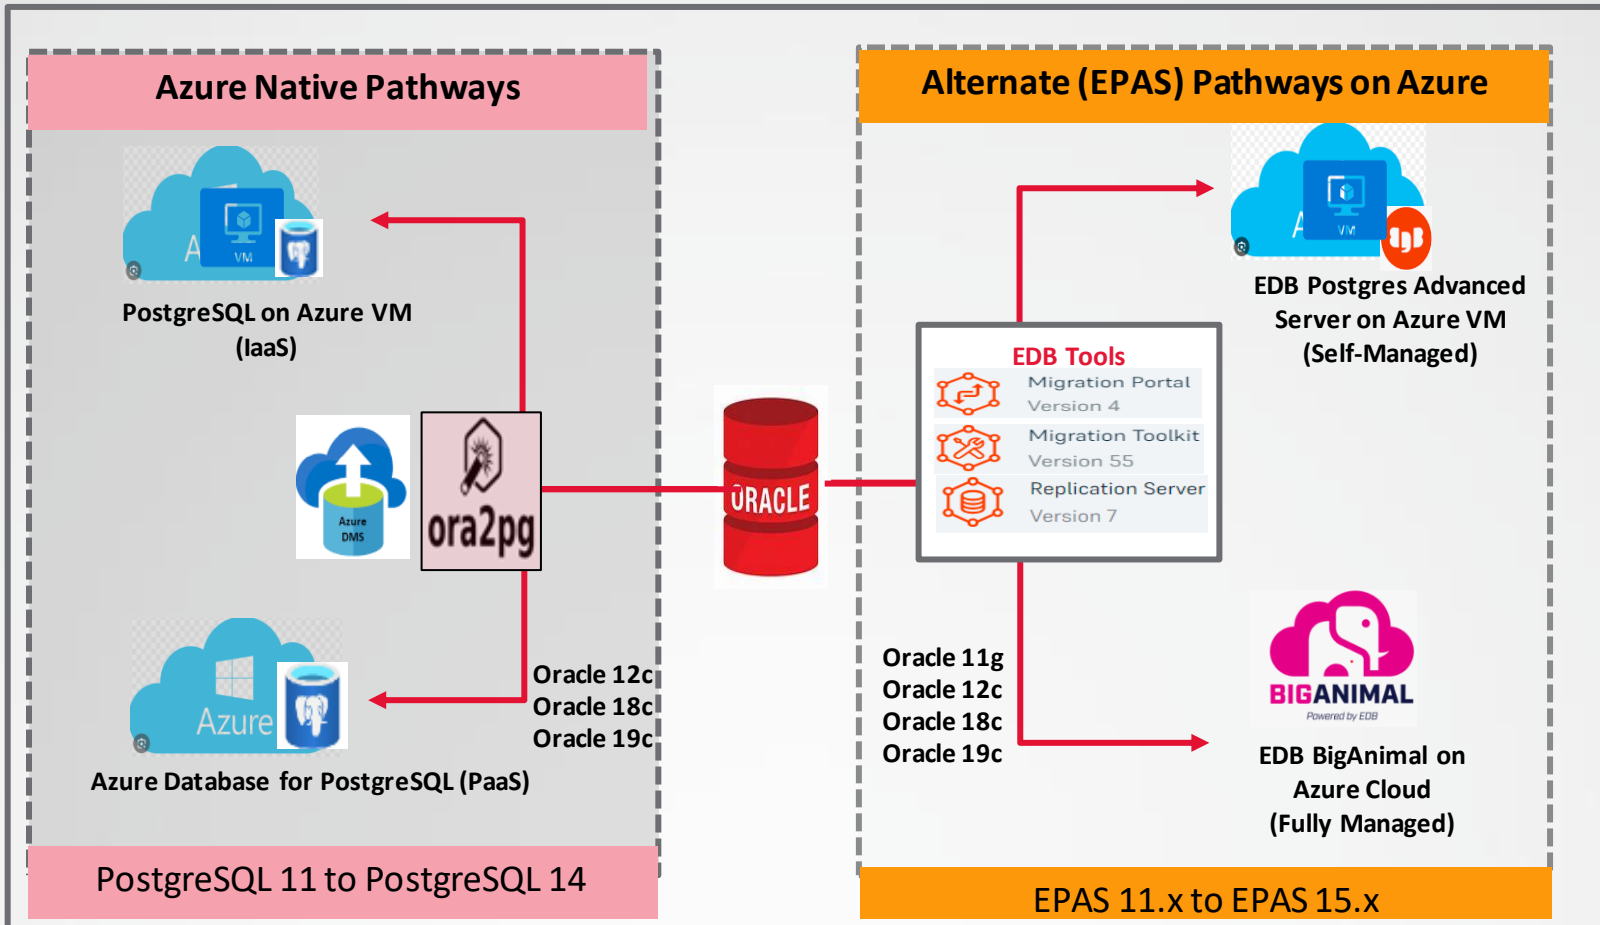 Azure Native Pathways
VM
PostgreSQL on Azure VM
(IaaS)
Azure
DMS
ora2pg
Azure
Azure Database for PostgreSQL (PaaS)
Oracle 12c
Oracle 18c
Oracle 19c
PostgreSQL 11 to PostgreSQL 14
ORACLE
Alternate (EPAS) Pathways on Azure
VM
EDB Postgres Advanced
Server on Azure VM
(Self-Managed)
EDB Tools
Migration Portal
Version 4
Migration Toolkit
Version 55
Replication Server
Version 7
Oracle 11g
Oracle 12c
Oracle 18c
Oracle 19c
BIGANIMAL
Powered by EDB
EDB BigAnimal on
Azure Cloud
(Fully Managed)
EPAS 11.x to EPAS 15.x